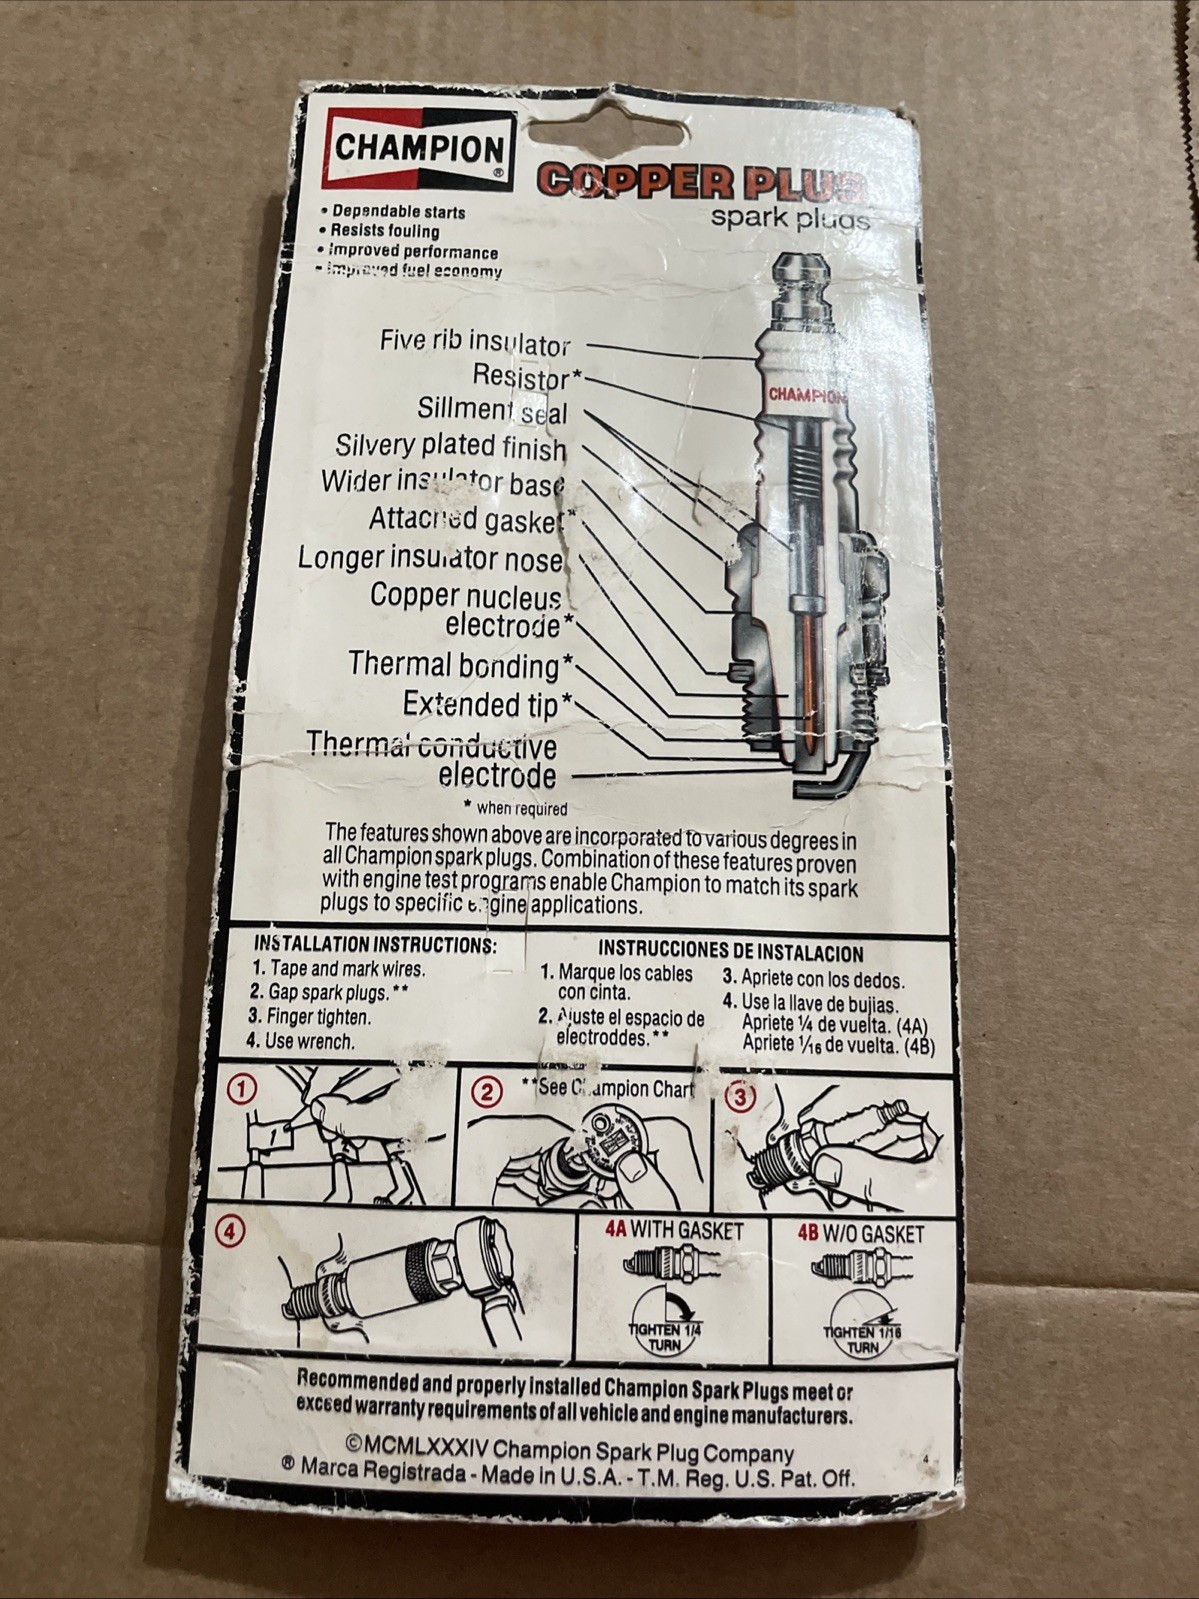 CHAMPION®
COPPER PLUS
spark plugs
• Dependable starts
• Resists fouling
• Improved performance
• Improved fuel economy
Five rib insulator
Resistor*
Sillment seal
Silvery plated finish
Wider insulator base
Attached gasket*
Longer insulator nose
Copper nucleus
electrode*
Thermal bonding*
Extended tip*
Thermal conductive
electrode
* when required
CHAMPION
The features shown above are incorporated to various degrees in
all Champion spark plugs. Combination of these features proven
with engine test programs enable Champion to match its spark
plugs to specific engine applications.
INSTALLATION INSTRUCTIONS:
1. Tape and mark wires.
2. Gap spark plugs.**
3. Finger tighten.
4. Use wrench.
INSTRUCCIONES DE INSTALACION
1. Marque los cables
con cinta.
2. Ajuste el espacio de
electroddes.**
3. Apriete con los dedos.
4. Use la llave de bujias.
Apriete 1/4 de vuelta. (4A)
Apriete 1/16 de vuelta. (4B)
1
1
2
**See Champion Chart
3
4
4A WITH GASKET
TIGHTEN 1/4
TURN
4B W/O GASKET
TIGHTEN 1/16
TURN
Recommended and properly installed Champion Spark Plugs meet or
exceed warranty requirements of all vehicle and engine manufacturers.
©MCMLXXXIV Champion Spark Plug Company
® Marca Registrada - Made in U.S.A. - T.M. Reg. U.S. Pat. Off.
4